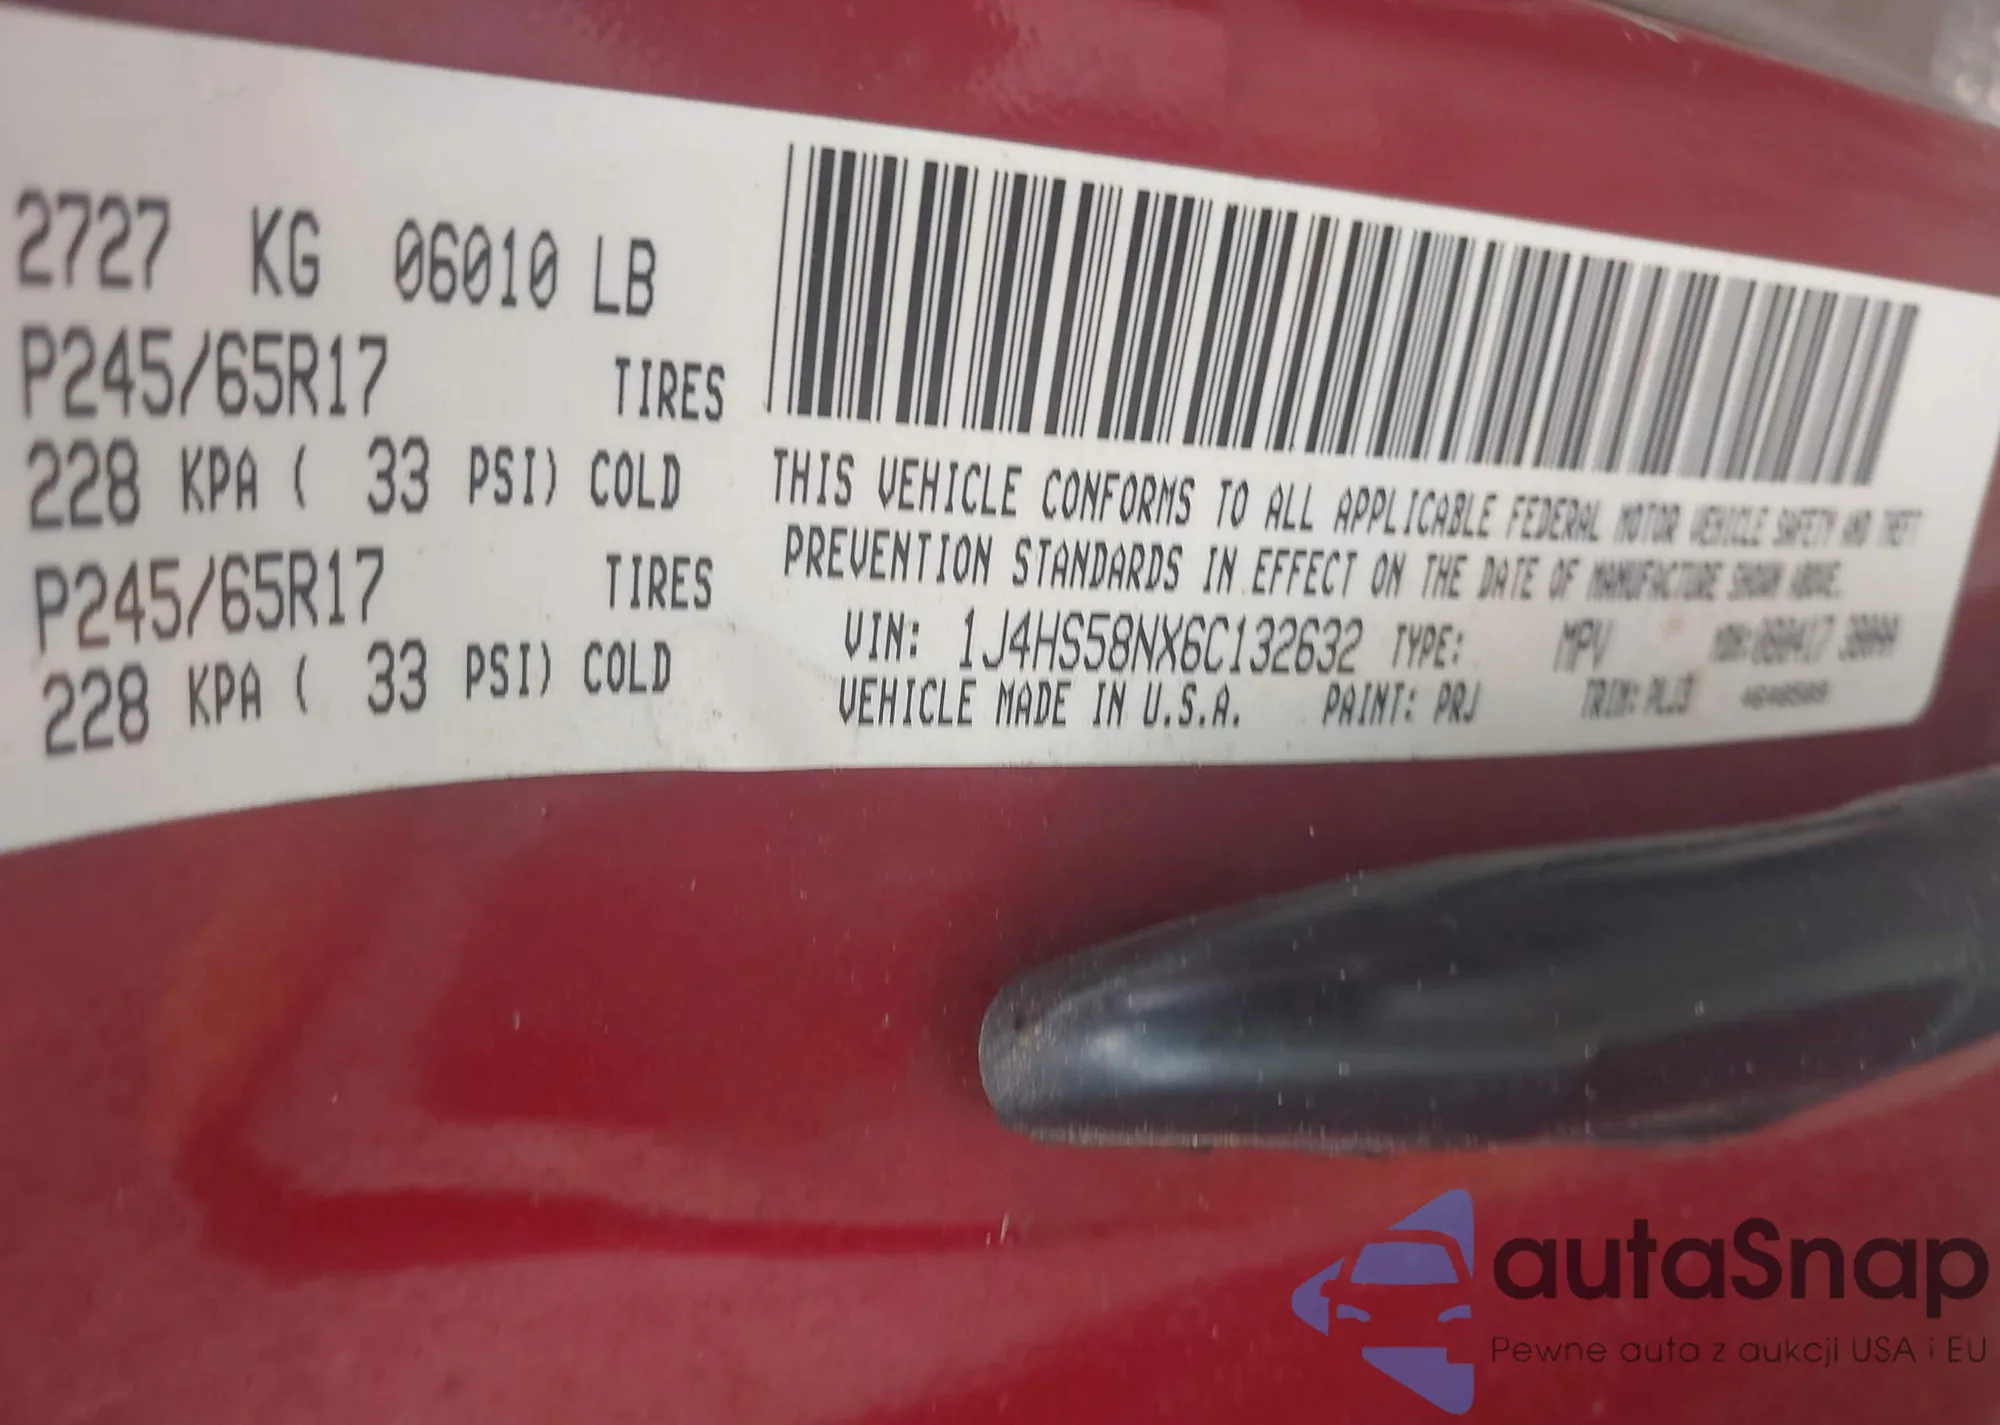 2727 KG 06010 LB
P245/65R17 TIRES
228 KPA ( 33 PSI) COLD
P245/65R17 TIRES
228 KPA ( 33 PSI) COLD
THIS VEHICLE CONFORMS TO ALL APPLICABLE FEDERAL MOTOR VEHICLE SAFETY AND THEFT
PREVENTION STANDARDS IN EFFECT ON THE DATE OF MANUFACTURE SHOWN ABOVE.
VIN: 1J4HS58NX6C132632 TYPE: MPV
VEHICLE MADE IN U.S.A. PAINT: PRJ TRIM:
autaSnap
Pewne auta z aukcji USA i EU